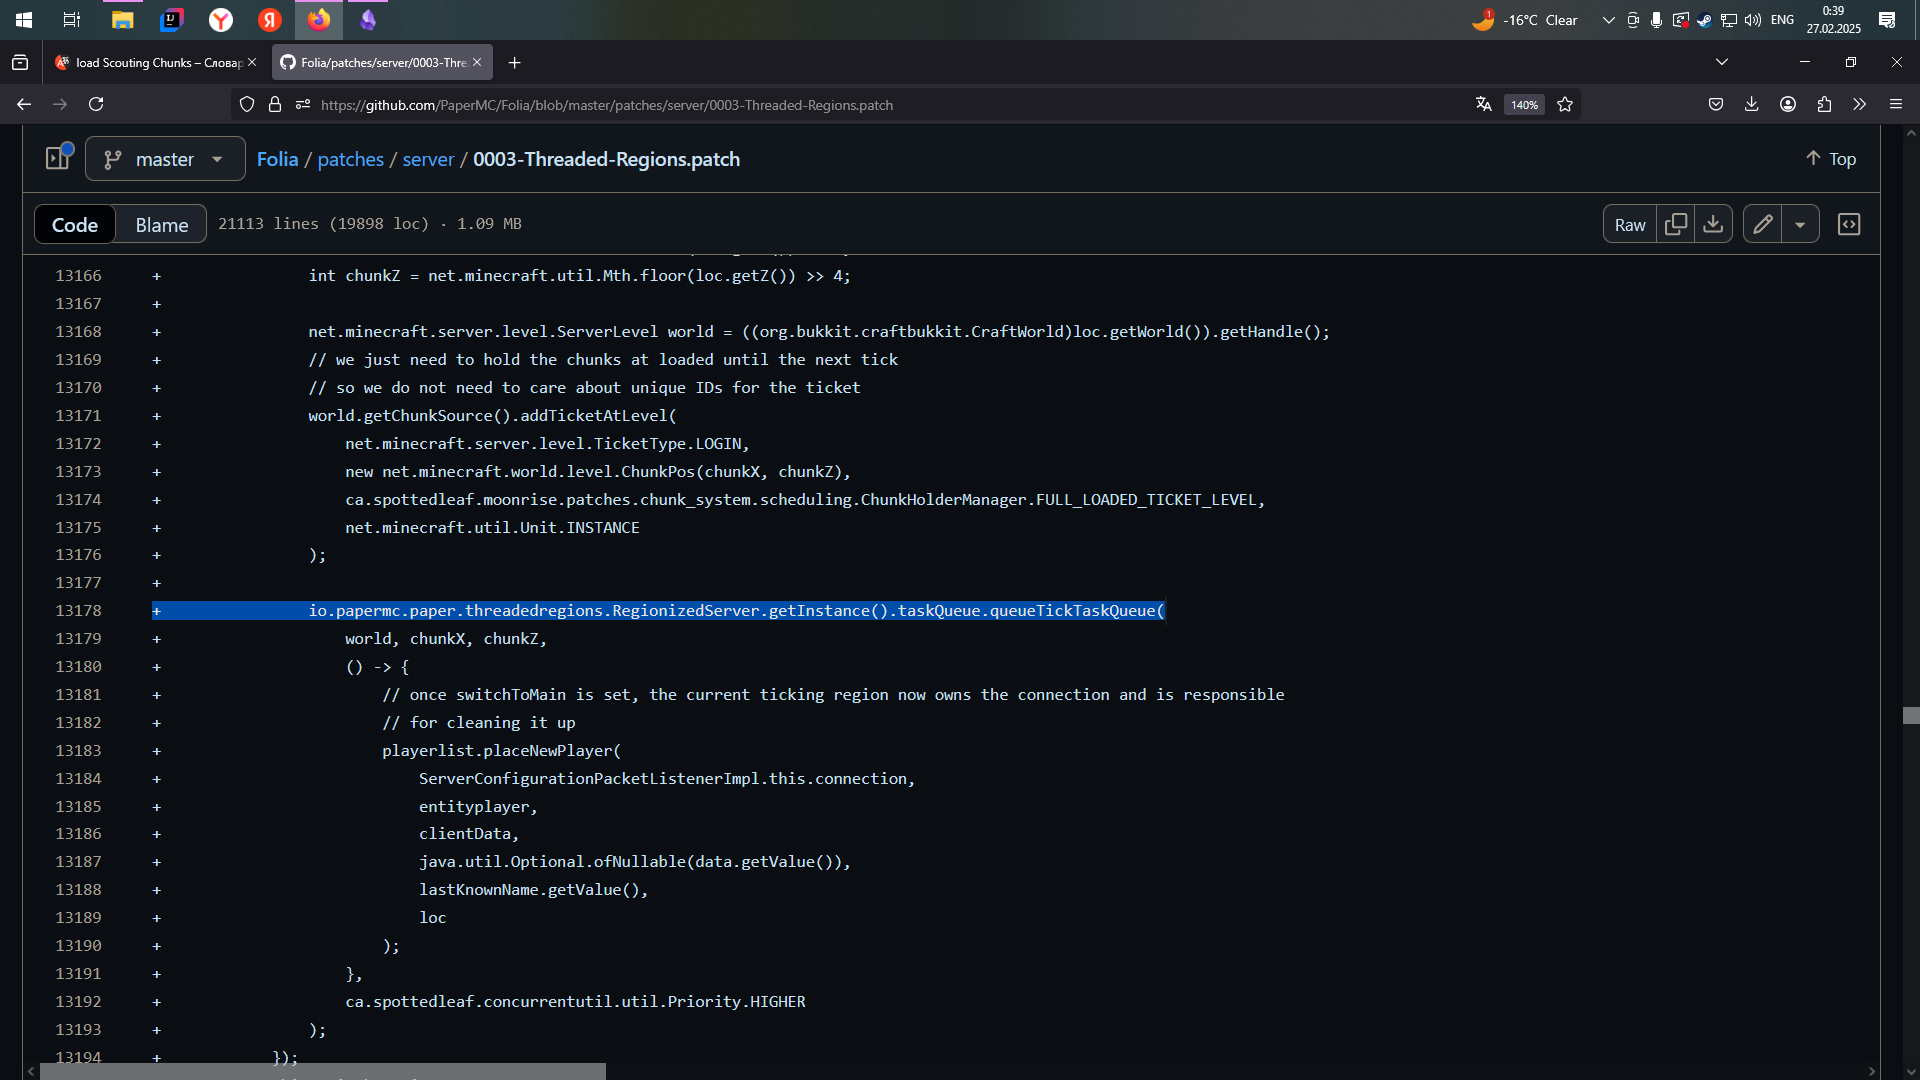 1
-16°C Clear
ENG
0:39
27.02.2025
load Scouting Chunks – Словар
Folia/patches/server/0003-Thre
https://github.com/PaperMC/Folia/blob/master/patches/server/0003-Threaded-Regions.patch
140%
master
Folia / patches / server / 0003-Threaded-Regions.patch
Top
Code
Blame
21113 lines (19898 loc) · 1.09 MB
Raw
13166 + int chunkZ = net.minecraft.util.Mth.floor(loc.getZ()) >> 4;
13167 +
13168 + net.minecraft.server.level.ServerLevel world = ((org.bukkit.craftbukkit.CraftWorld)loc.getWorld()).getHandle();
13169 + // we just need to hold the chunks at loaded until the next tick
13170 + // so we do not need to care about unique IDs for the ticket
13171 + world.getChunkSource().addTicketAtLevel(
13172 + net.minecraft.server.level.TicketType.LOGIN,
13173 + new net.minecraft.world.level.ChunkPos(chunkX, chunkZ),
13174 + ca.spottedleaf.moonrise.patches.chunk_system.scheduling.ChunkHolderManager.FULL_LOADED_TICKET_LEVEL,
13175 + net.minecraft.util.Unit.INSTANCE
13176 + );
13177 +
13178 + io.papermc.paper.threadedregions.RegionizedServer.getInstance().taskQueue.queueTickTaskQueue(
13179 + world, chunkX, chunkZ,
13180 + () -> {
13181 + // once switchToMain is set, the current ticking region now owns the connection and is responsible
13182 + // for cleaning it up
13183 + playerlist.placeNewPlayer(
13184 + ServerConfigurationPacketListenerImpl.this.connection,
13185 + entityplayer,
13186 + clientData,
13187 + java.util.Optional.ofNullable(data.getValue()),
13188 + lastKnownName.getValue(),
13189 + loc
13190 + );
13191 + },
13192 + ca.spottedleaf.concurrentutil.util.Priority.HIGHER
13193 + );
13194 + });